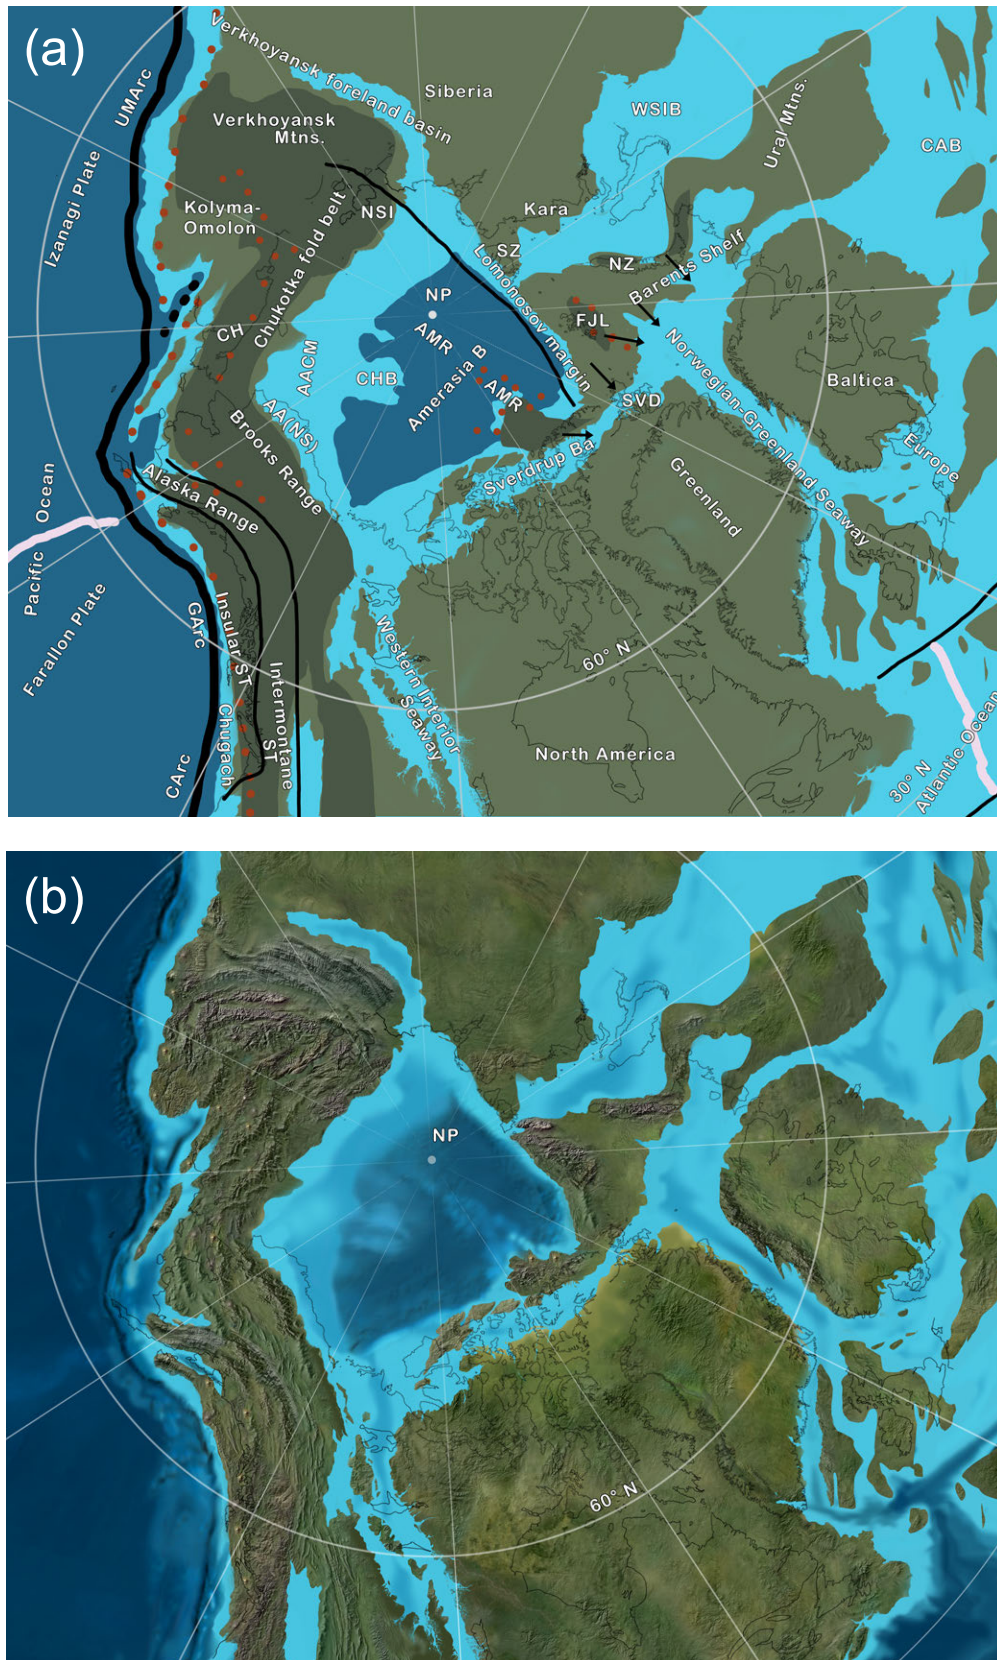 (a)
Verkhoyansk foreland basin
Siberia
WSIB
Ural Mtns.
CAB
UMArc
Verkhoyansk
Mtns.
Izanagi Plate
Kolyma-
Omolon
NSI
Kara
SZ
NZ
Barents Shelf
Chukotka fold belt
Lomonosov margin
NP
FJL
CH
AMR
AACM
CHB
Amerasia B
AMR
Norwegian-Greenland Seaway
Baltica
SVD
AA(NS)
Brooks Range
Sverdrup Ba
Europe
Alaska Range
Greenland
Pacific Ocean
Farallon Plate
GArc
Insular ST
Intermontane
ST
Chugach
CArc
Western Interior
Seaway
60° N
North America
30° N
Atlantic Ocean
(b)
NP
60° N